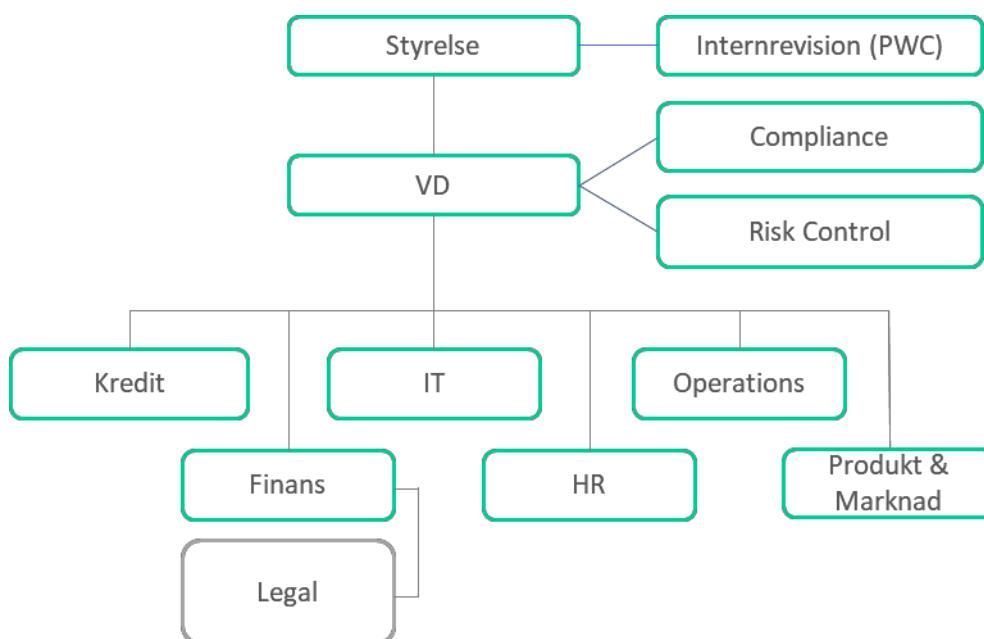 Styrelse
Internrevision (PWC)
Compliance
VD
Risk Control
Kredit
IT
Operations
Finans
HR
Produkt &
Marknad
Legal